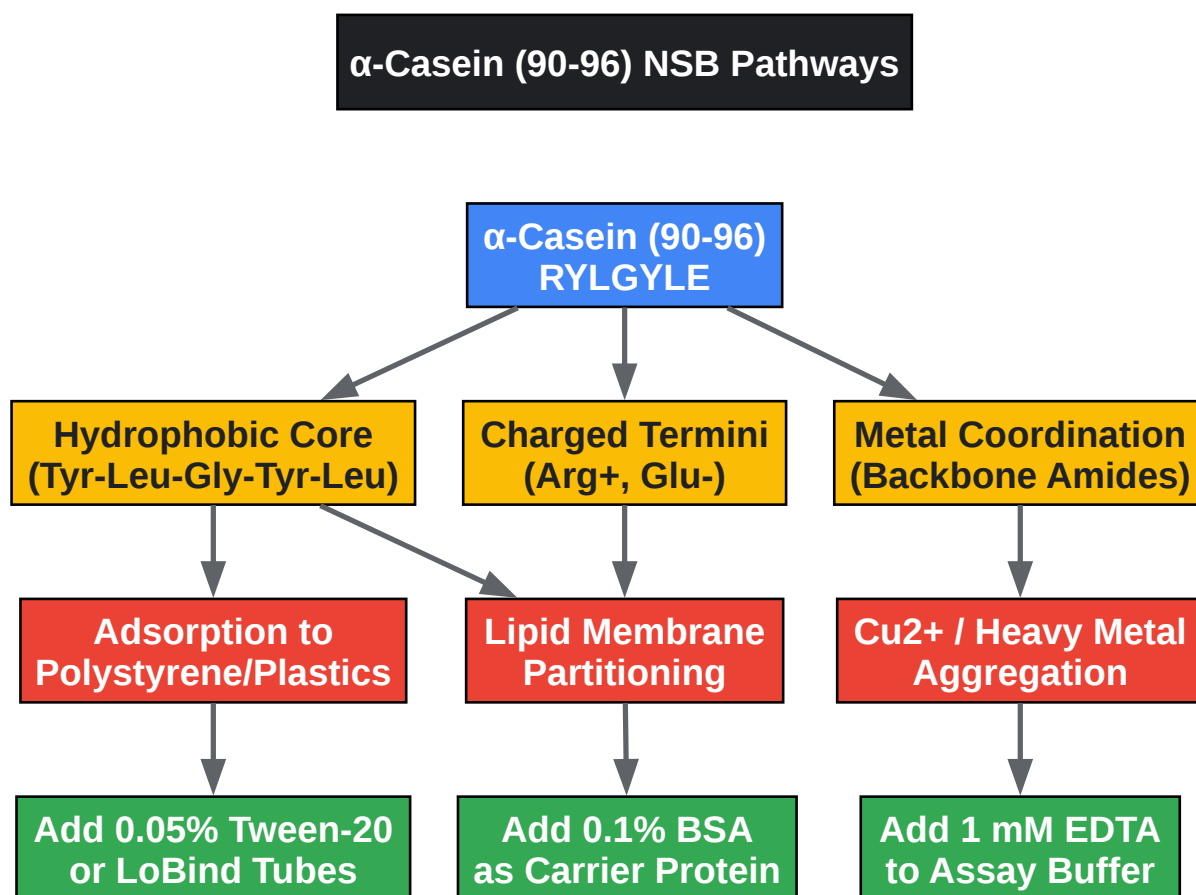 α-Casein (90-96) NSB Pathways
α-Casein (90-96)
RYLGYLE
Hydrophobic Core
(Tyr-Leu-Gly-Tyr-Leu)
Charged Termini
(Arg+, Glu-)
Metal Coordination
(Backbone Amides)
Adsorption to
Polystyrene/Plastics
Lipid Membrane
Partitioning
Cu2+ / Heavy Metal
Aggregation
Add 0.05% Tween-20
or LoBind Tubes
Add 0.1% BSA
as Carrier Protein
Add 1 mM EDTA
to Assay Buffer